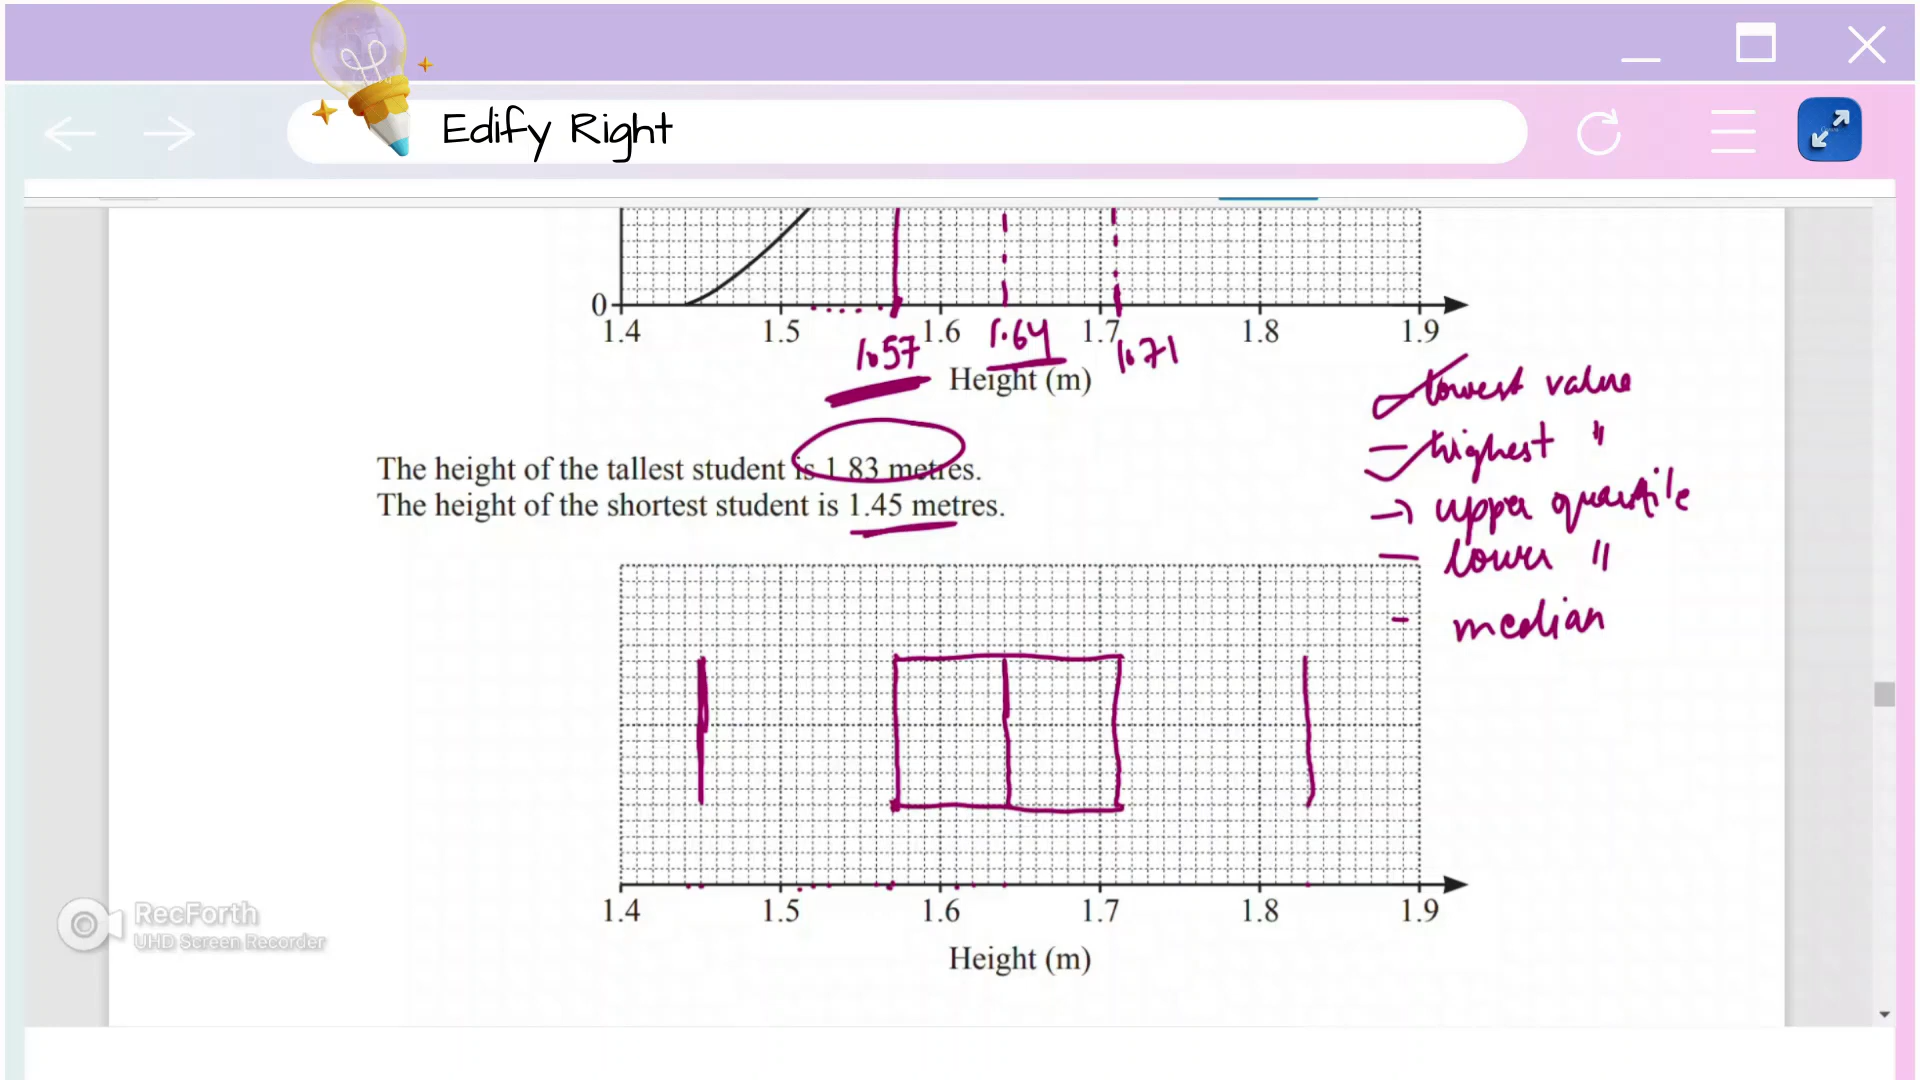 Edify Right
0
1.4 1.5 1.6 1.7 1.8 1.9
1.57 1.64 1.71
Height (m)
lowest value
highest "
upper quartile
lower "
median
The height of the tallest student is 1.83 metres.
The height of the shortest student is 1.45 metres.
1.4 1.5 1.6 1.7 1.8 1.9
Height (m)
RecForth
UHD Screen Recorder